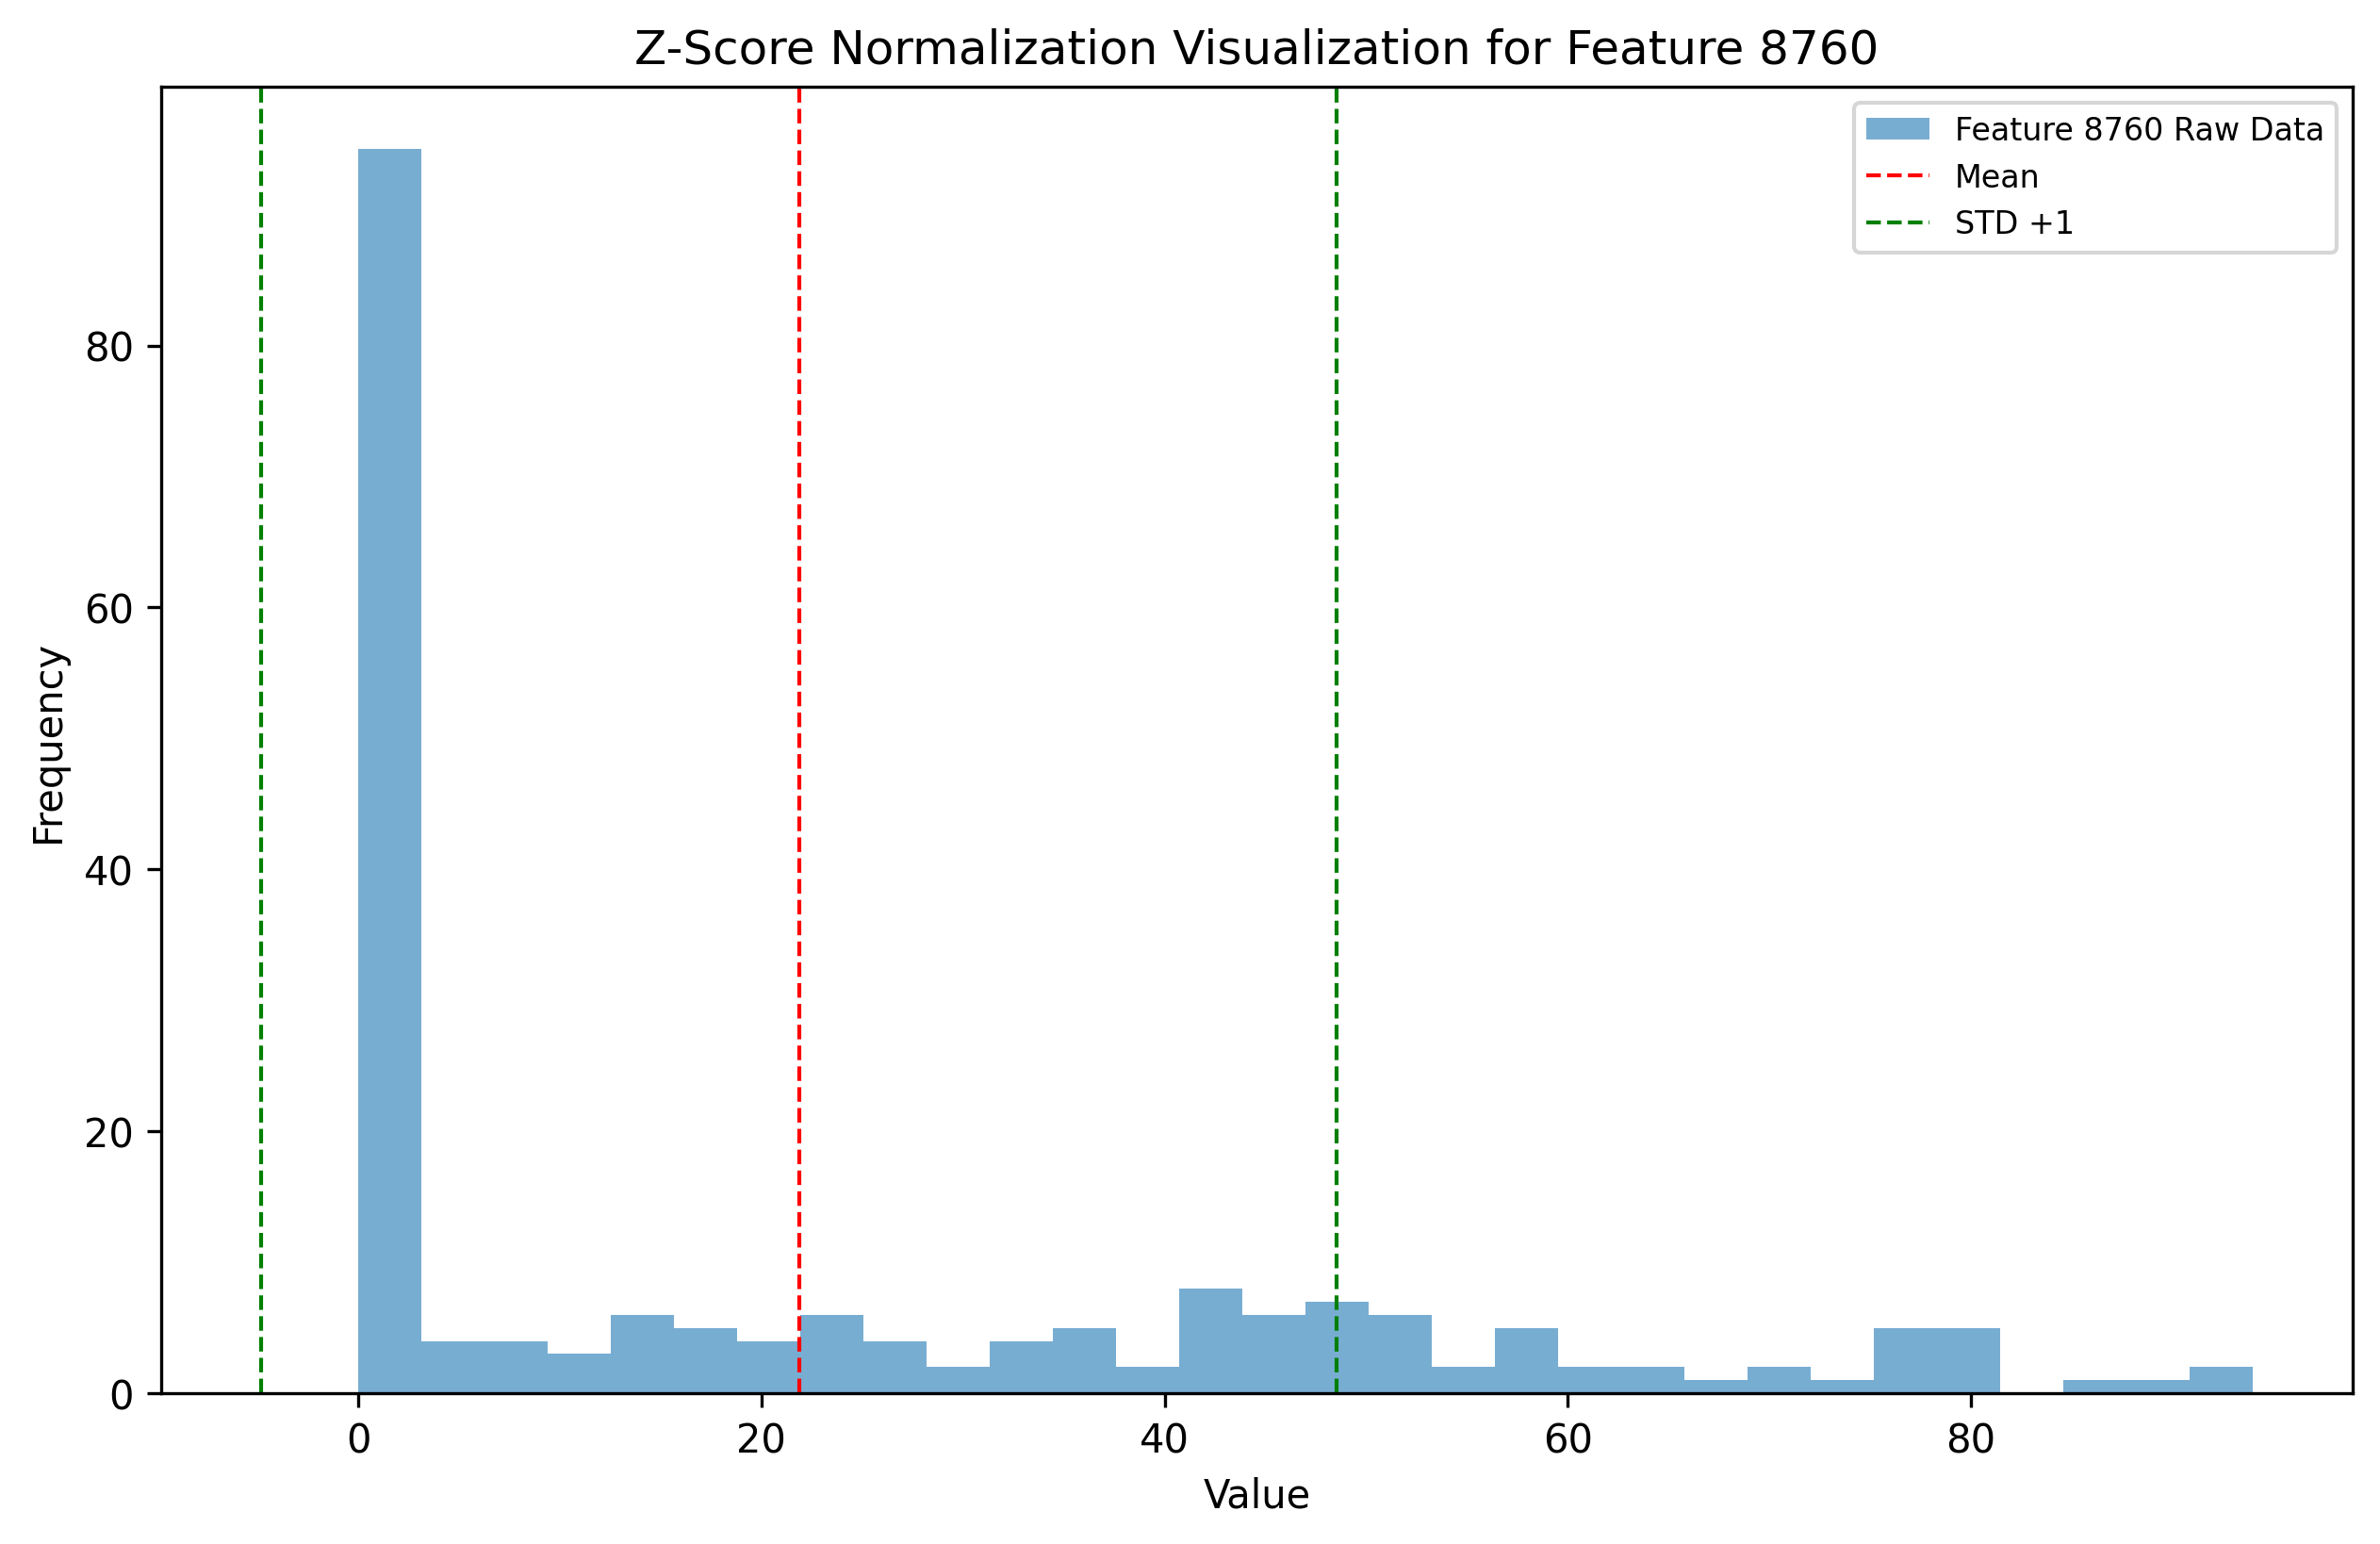 Z-Score Normalization Visualization for Feature 8760
Feature 8760 Raw Data
Mean
STD +1
Frequency
80
60
40
20
0
0 20 40 60 80
Value